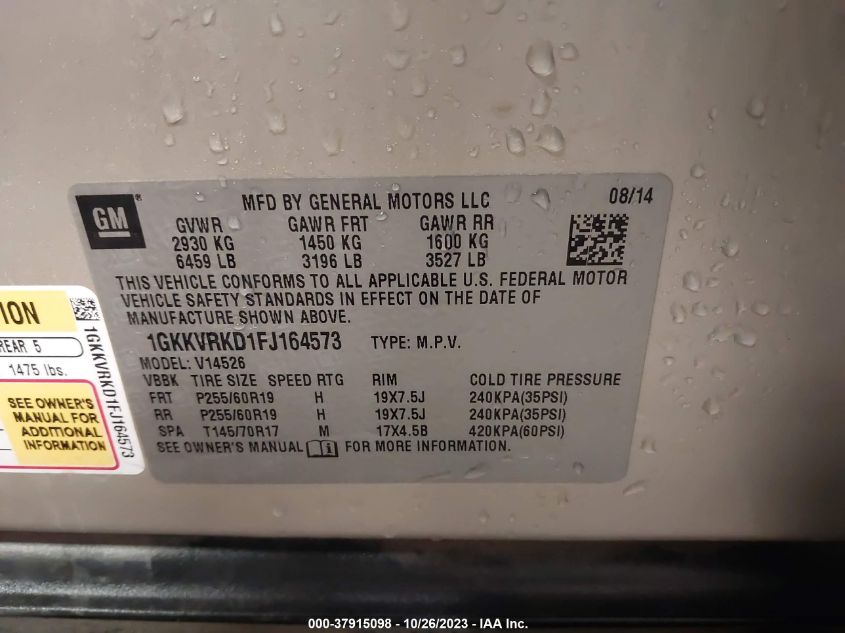 GM ®
MFD BY GENERAL MOTORS LLC
08/14
GVWR GAWR FRT GAWR RR
2930 KG 1450 KG 1600 KG
6459 LB 3196 LB 3527 LB
THIS VEHICLE CONFORMS TO ALL APPLICABLE U.S. FEDERAL MOTOR
VEHICLE SAFETY STANDARDS IN EFFECT ON THE DATE OF
MANUFACTURE SHOWN ABOVE.
1GKKVRKD1FJ164573 TYPE: M.P.V.
MODEL: V14526
VBBK TIRE SIZE SPEED RTG RIM COLD TIRE PRESSURE
FRT P255/60R19 H 19X7.5J 240KPA(35PSI)
RR P255/60R19 H 19X7.5J 240KPA(35PSI)
SPA T145/70R17 M 17X4.5B 420KPA(60PSI)
SEE OWNER'S MANUAL FOR MORE INFORMATION.
TION
REAR 5
1475 lbs.
SEE OWNER'S
MANUAL FOR
ADDITIONAL
INFORMATION
1GKKVRKD1FJ164573
000-37915098 - 10/26/2023 - IAA Inc.